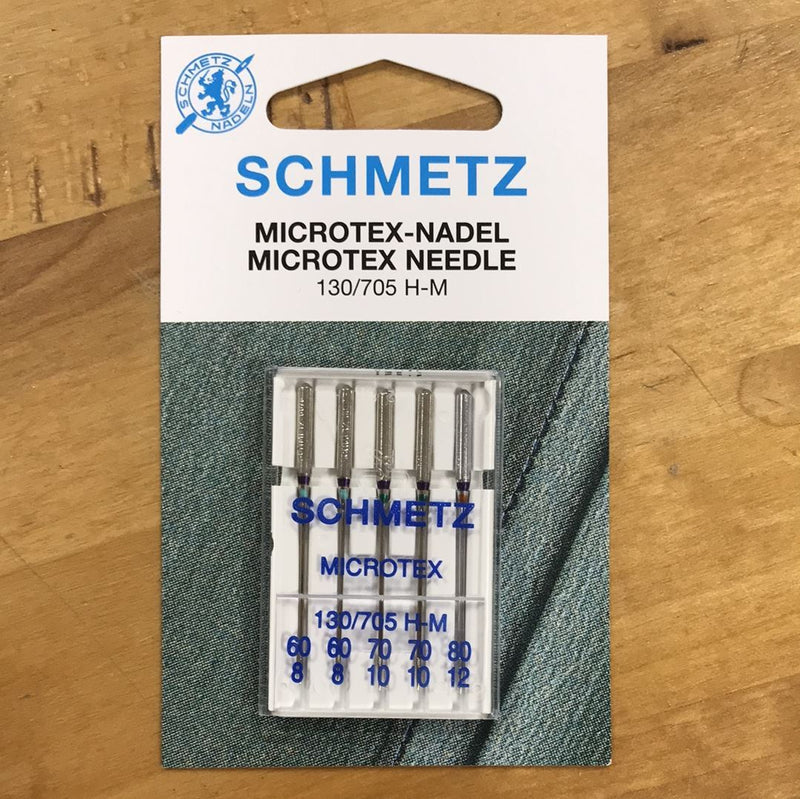 SCHMETZ
NADELN
SCHMETZ
MICROTEX-NADEL
MICROTEX NEEDLE
130/705 H-M
SCHMETZ
MICROTEX
130/705 H-M
60 60 70 70 80
8 8 10 10 12